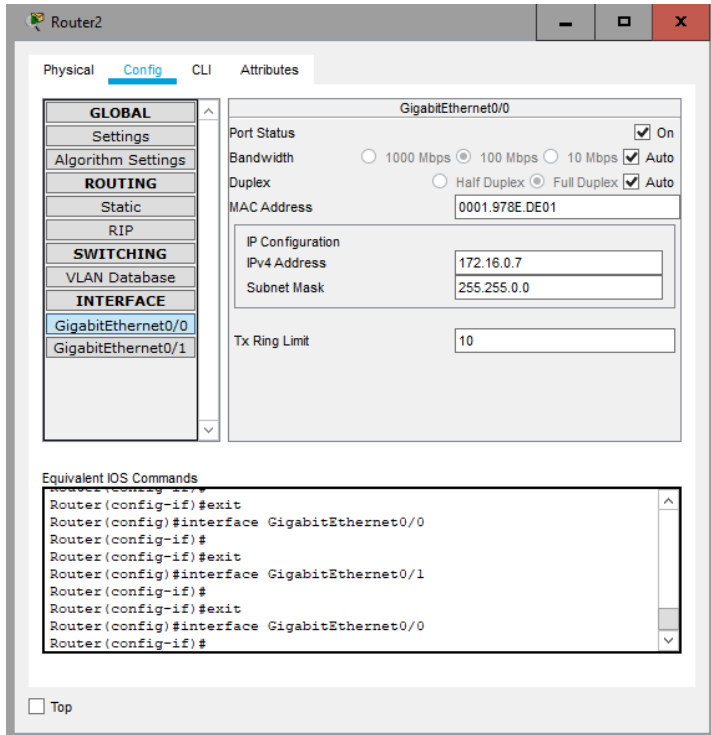 Router2
Physical Config CLI Attributes
GLOBAL
Settings
Algorithm Settings
ROUTING
Static
RIP
SWITCHING
VLAN Database
INTERFACE
GigabitEthernet0/0
GigabitEthernet0/1
GigabitEthernet0/0
Port Status On
Bandwidth 1000 Mbps 100 Mbps 10 Mbps Auto
Duplex Half Duplex Full Duplex Auto
MAC Address 0001.978E.DE01
IP Configuration
IPv4 Address 172.16.0.7
Subnet Mask 255.255.0.0
Tx Ring Limit 10
Equivalent IOS Commands
Router(config-if)#
Router(config-if)#exit
Router(config)#interface GigabitEthernet0/0
Router(config-if)#
Router(config-if)#exit
Router(config)#interface GigabitEthernet0/1
Router(config-if)#
Router(config-if)#exit
Router(config)#interface GigabitEthernet0/0
Router(config-if)#
Top